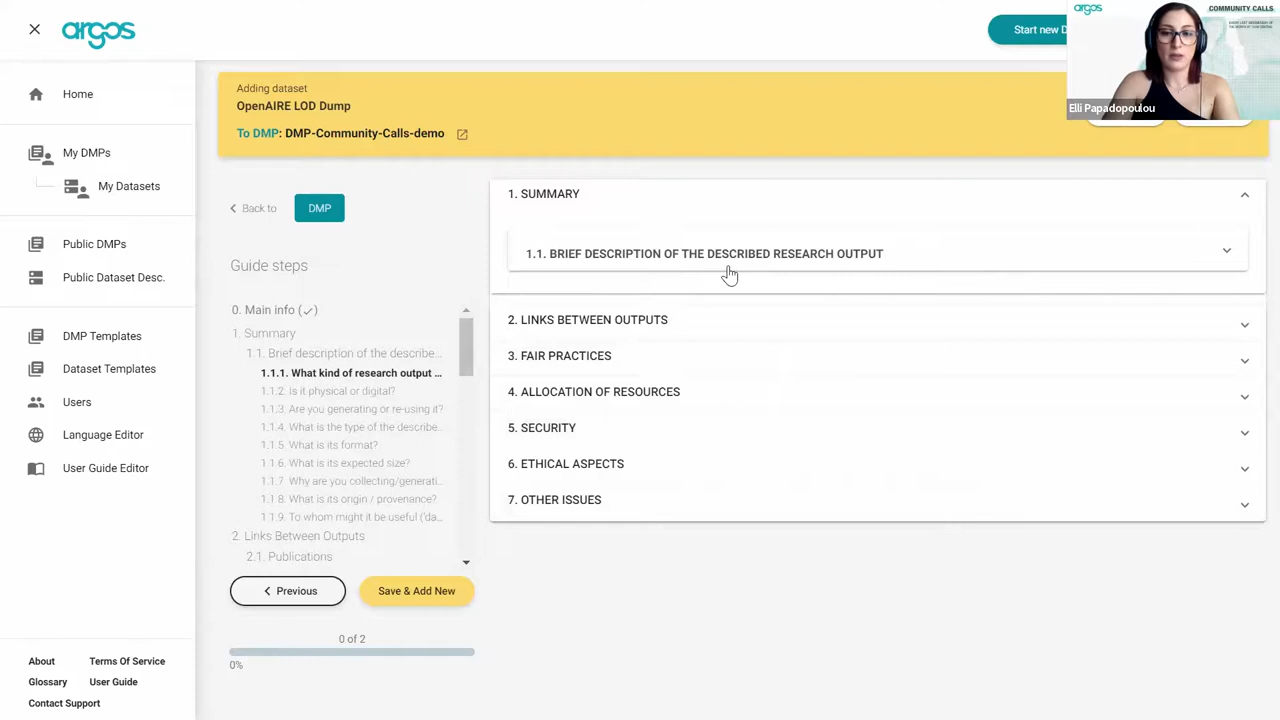 argos
Start new D
argos
COMMUNITY CALLS
Elli Papadopoulou
Home
My DMPs
My Datasets
Public DMPs
Public Dataset Desc.
DMP Templates
Dataset Templates
Users
Language Editor
User Guide Editor
About
Terms Of Service
Glossary
User Guide
Contact Support
Adding dataset
OpenAIRE LOD Dump
To DMP: DMP-Community-Calls-demo
Back to
DMP
Guide steps
0. Main info (✓)
1. Summary
1.1. Brief description of the describe...
1.1.1. What kind of research output ...
1.1.2. Is it physical or digital?
1.1.3. Are you generating or re-using it?
1.1.4. What is the type of the describe...
1.1.5. What is its format?
1.1.6. What is its expected size?
1.1.7. Why are you collecting/generati...
1.1.8. What is its origin / provenance?
1.1.9. To whom might it be useful ('da...
2. Links Between Outputs
2.1. Publications
Previous
Save & Add New
0 of 2
0%
1. SUMMARY
1.1. BRIEF DESCRIPTION OF THE DESCRIBED RESEARCH OUTPUT
2. LINKS BETWEEN OUTPUTS
3. FAIR PRACTICES
4. ALLOCATION OF RESOURCES
5. SECURITY
6. ETHICAL ASPECTS
7. OTHER ISSUES